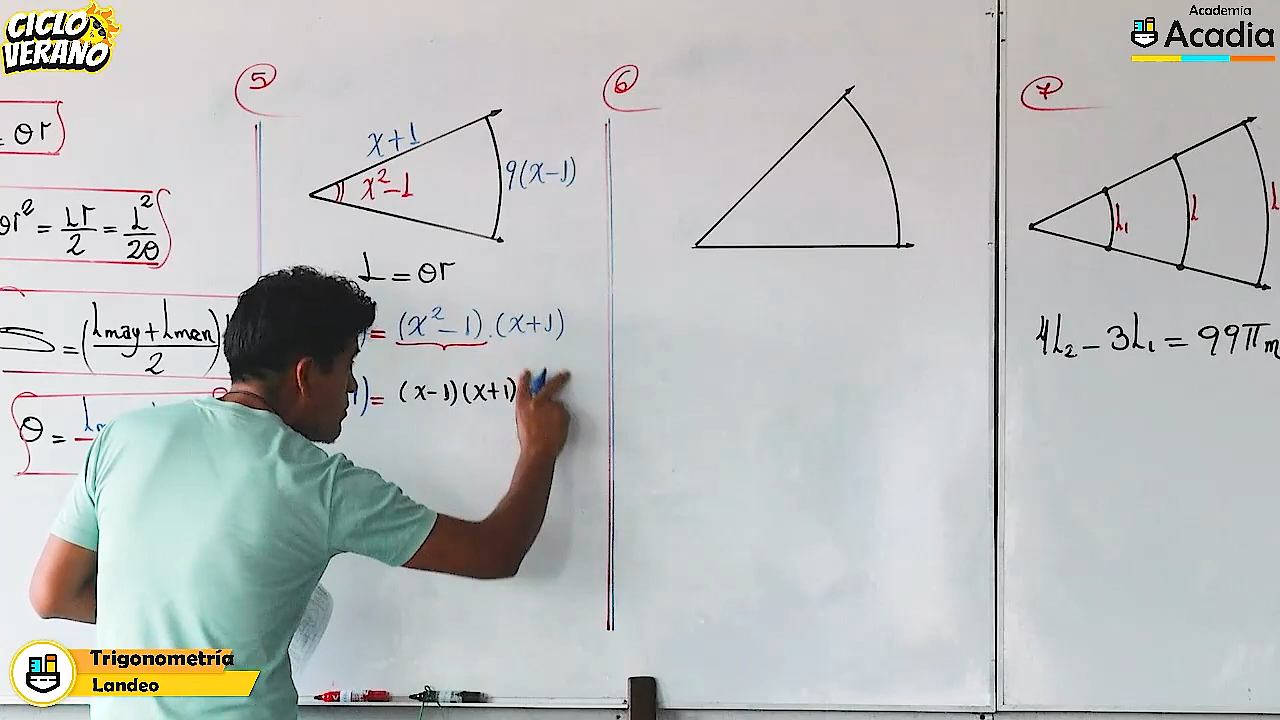 CICLO
VERANO
Academia
Acadia
θr
θr² = Lr/2 = L²/2θ
= (Lmay + Lmen / 2)
θ =
5
x+1
x²-1
9(x-1)
L = θr
= (x²-1).(x+1)
1) = (x-1)(x+1)
6
7
L₁
L
L
4L₂ - 3L₁ = 99π
Trigonometría
Landeo